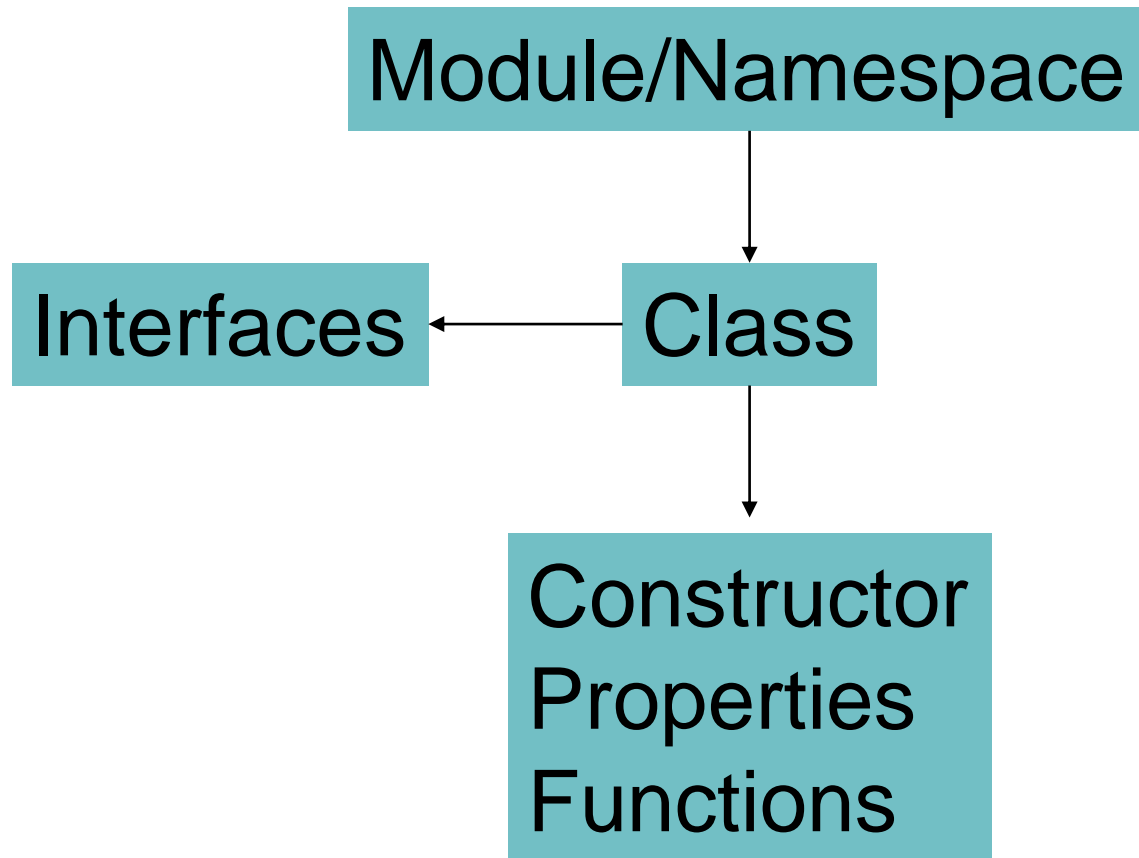 Module/Namespace
Interfaces
Class
Constructor
Properties
Functions